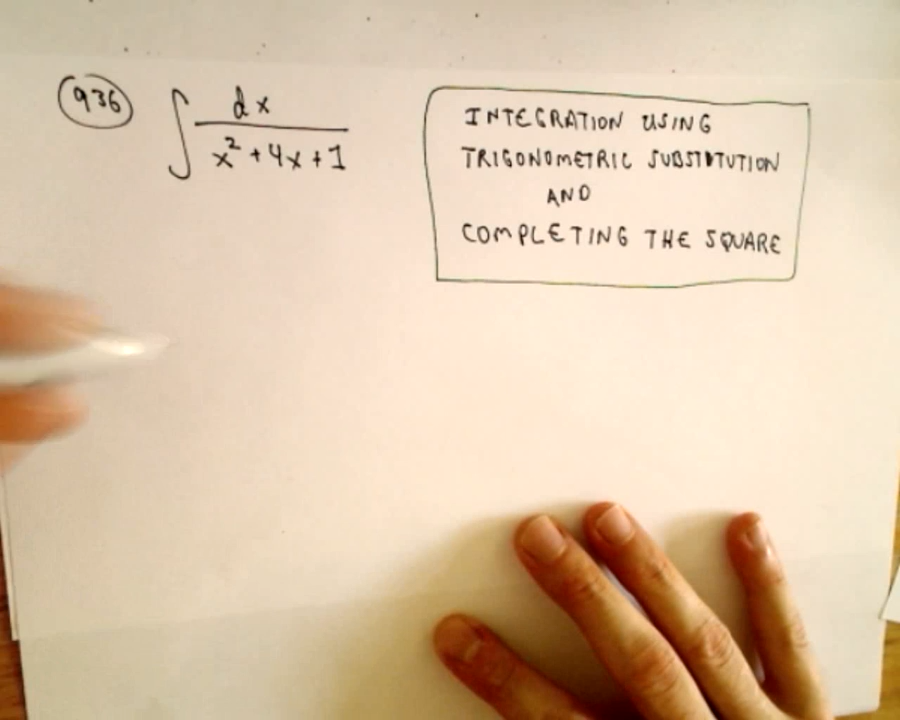 936 ∫ dx
x² + 4x + 1
INTEGRATION USING
TRIGONOMETRIC SUBSTITUTION
AND
COMPLETING THE SQUARE